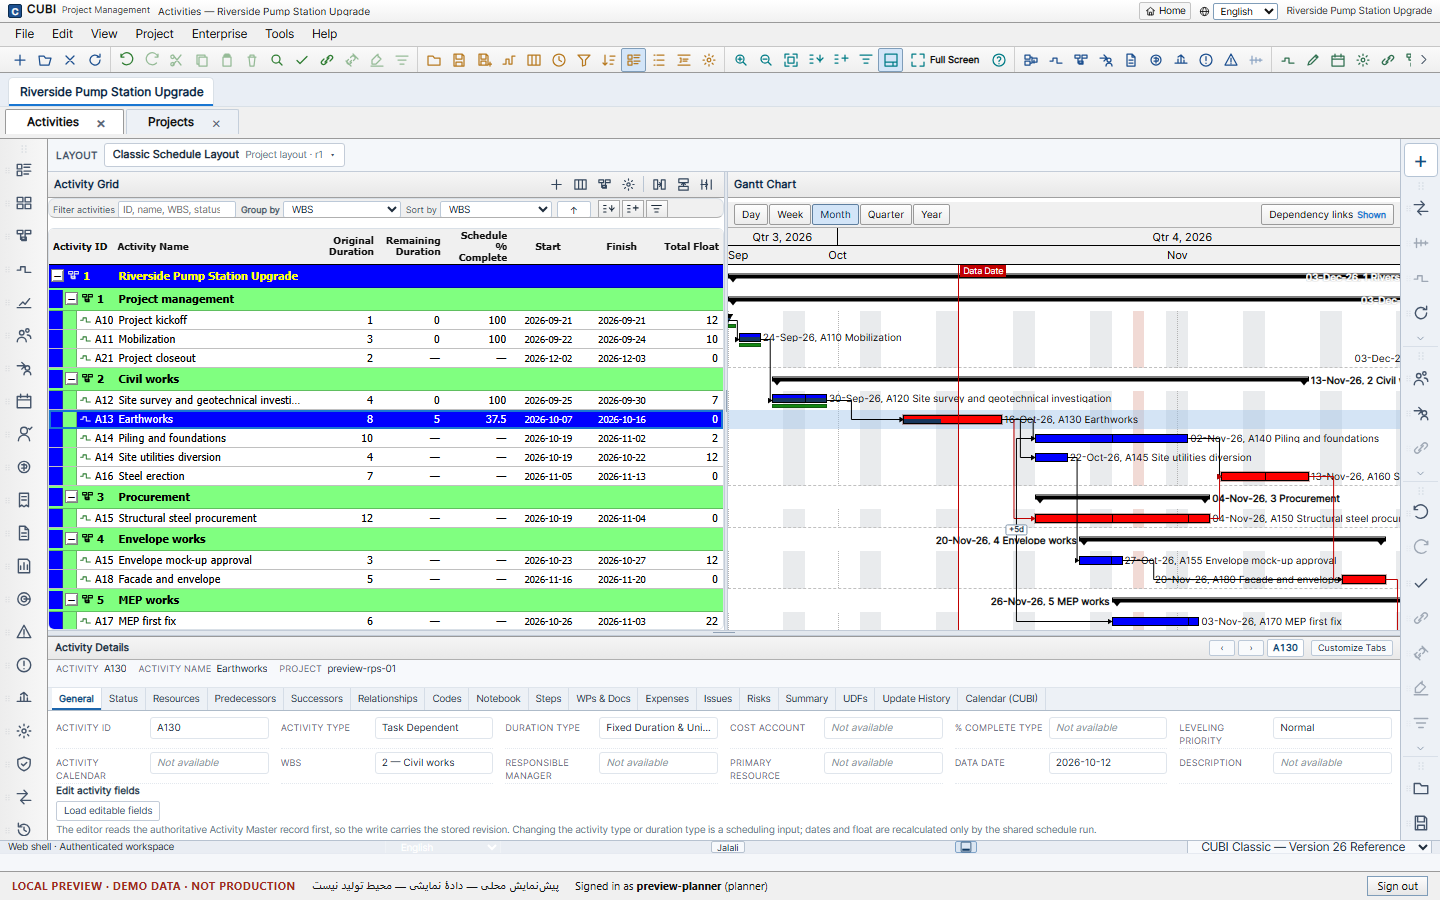 CUBI Project Management Activities — Riverside Pump Station Upgrade Home English Riverside Pump Station Upgrade
File Edit View Project Enterprise Tools Help
Full Screen
Riverside Pump Station Upgrade
Activities Projects
LAYOUT Classic Schedule Layout Project layout · r1
Activity Grid
Filter activities ID, name, WBS, status Group by WBS Sort by WBS
Activity ID Activity Name Original Duration Remaining Duration Schedule % Complete Start Finish Total Float
1 Riverside Pump Station Upgrade
1 Project management
A10 Project kickoff 1 0 100 2026-09-21 2026-09-21 12
A11 Mobilization 3 0 100 2026-09-22 2026-09-24 10
A21 Project closeout 2 — — 2026-12-02 2026-12-03 0
2 Civil works
A12 Site survey and geotechnical investi... 4 0 100 2026-09-25 2026-09-30 7
A13 Earthworks 8 5 37.5 2026-10-07 2026-10-16 0
A14 Piling and foundations 10 — — 2026-10-19 2026-11-02 2
A14 Site utilities diversion 4 — — 2026-10-19 2026-10-22 12
A16 Steel erection 7 — — 2026-11-05 2026-11-13 0
3 Procurement
A15 Structural steel procurement 12 — — 2026-10-19 2026-11-04 0
4 Envelope works
A15 Envelope mock-up approval 3 — — 2026-10-23 2026-10-27 12
A18 Facade and envelope 5 — — 2026-11-16 2026-11-20 0
5 MEP works
A17 MEP first fix 6 — — 2026-10-26 2026-11-03 22
Gantt Chart
Day Week Month Quarter Year Dependency links Shown
Qtr 3, 2026 Qtr 4, 2026
Sep Oct Nov
Data Date 03-Dec-26, 1 Rivers
03-Dec-
24-Sep-26, A110 Mobilization
03-Dec-2
13-Nov-26, 2 Civil
30-Sep-26, A120 Site survey and geotechnical investigation
16-Oct-26, A130 Earthworks
02-Nov-26, A140 Piling and foundations
22-Oct-26, A145 Site utilities diversion
13-Nov-26, A160 S
04-Nov-26, 3 Procurement
04-Nov-26, A150 Structural steel procur
+5d
20-Nov-26, 4 Envelope works
27-Oct-26, A155 Envelope mock-up approval
20-Nov-26, A180 Facade and envelope
26-Nov-26, 5 MEP works
03-Nov-26, A170 MEP first fix
Activity Details A130 Customize Tabs
ACTIVITY A130 ACTIVITY NAME Earthworks PROJECT preview-rps-01
General Status Resources Predecessors Successors Relationships Codes Notebook Steps WPs & Docs Expenses Issues Risks Summary UDFs Update History Calendar (CUBI)
ACTIVITY ID A130 ACTIVITY TYPE Task Dependent DURATION TYPE Fixed Duration & Uni... COST ACCOUNT Not available % COMPLETE TYPE Not available LEVELING PRIORITY Normal
ACTIVITY CALENDAR Not available WBS 2 — Civil works RESPONSIBLE MANAGER Not available PRIMARY RESOURCE Not available DATA DATE 2026-10-12 DESCRIPTION Not available
Edit activity fields
Load editable fields
The editor reads the authoritative Activity Master record first, so the write carries the stored revision. Changing the activity type or duration type is a scheduling input; dates and float are recalculated only by the shared schedule run.
Web shell · Authenticated workspace English Jalali CUBI Classic — Version 26 Reference
LOCAL PREVIEW · DEMO DATA · NOT PRODUCTION پیش‌نمایش محلی — دادهٔ نمایشی — محیط تولید نیست Signed in as preview-planner (planner) Sign out